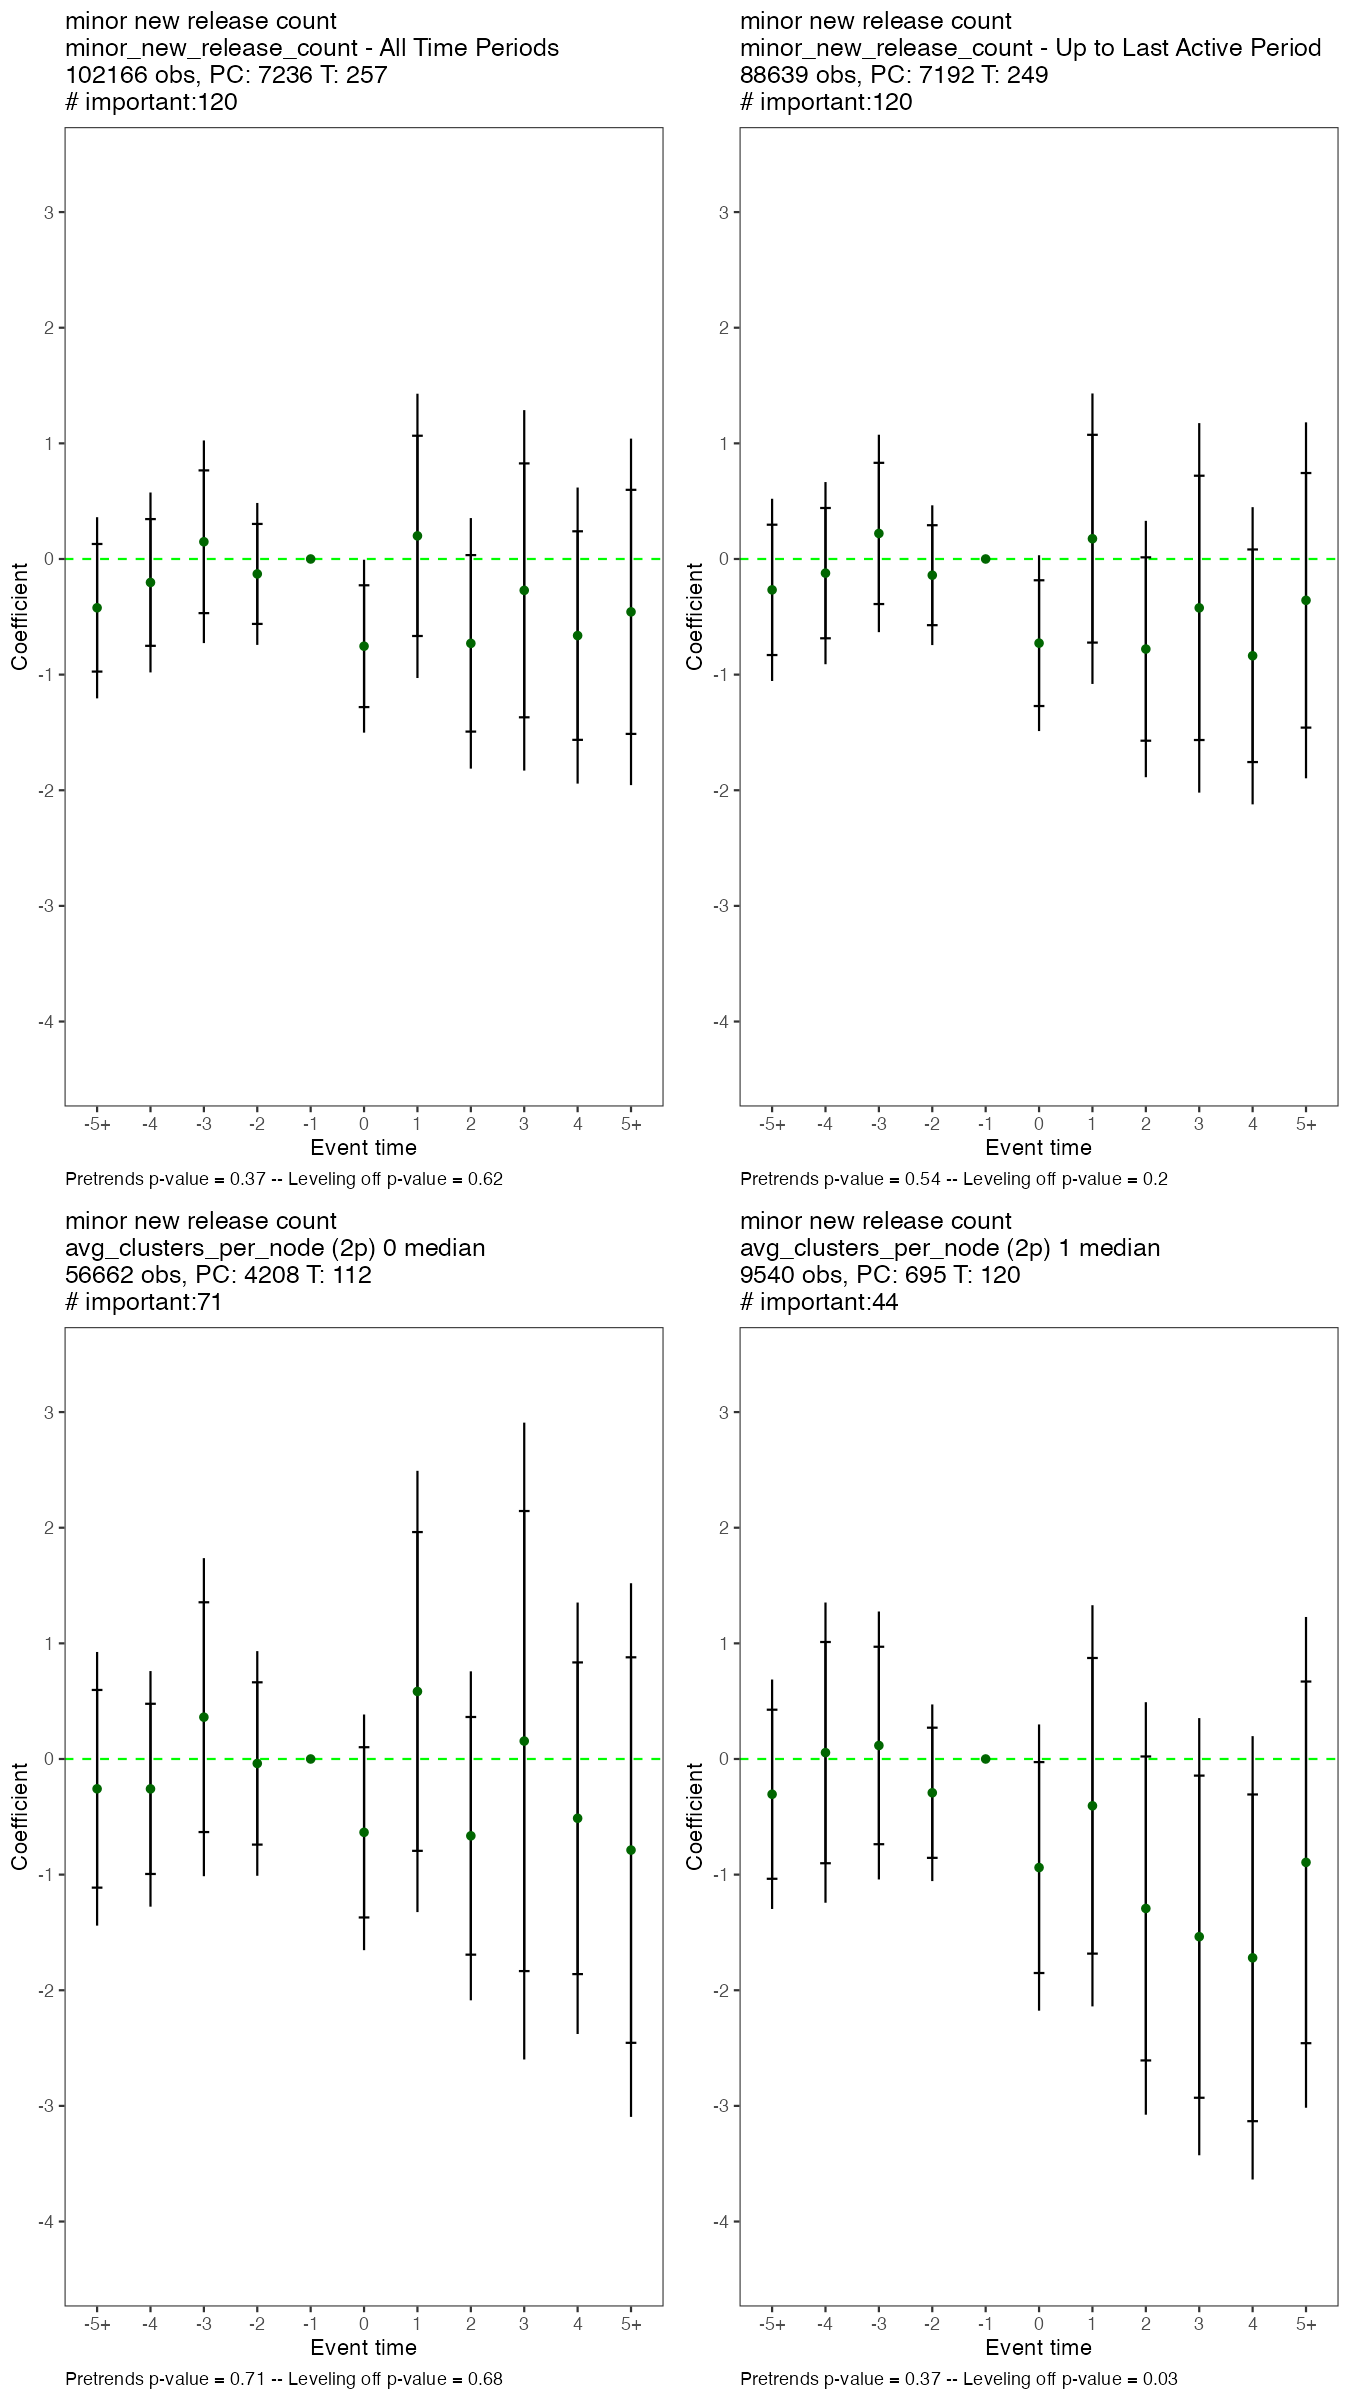 minor new release count
minor_new_release_count - All Time Periods
102166 obs, PC: 7236 T: 257
# important:120
3
2
1
0
-1
-2
-3
-4
Coefficient
-5+ -4 -3 -2 -1 0 1 2 3 4 5+
Event time
Pretrends p-value = 0.37 -- Leveling off p-value = 0.62
minor new release count
minor_new_release_count - Up to Last Active Period
88639 obs, PC: 7192 T: 249
# important:120
3
2
1
0
-1
-2
-3
-4
Coefficient
-5+ -4 -3 -2 -1 0 1 2 3 4 5+
Event time
Pretrends p-value = 0.54 -- Leveling off p-value = 0.2
minor new release count
avg_clusters_per_node (2p) 0 median
56662 obs, PC: 4208 T: 112
# important:71
3
2
1
0
-1
-2
-3
-4
Coefficient
-5+ -4 -3 -2 -1 0 1 2 3 4 5+
Event time
Pretrends p-value = 0.71 -- Leveling off p-value = 0.68
minor new release count
avg_clusters_per_node (2p) 1 median
9540 obs, PC: 695 T: 120
# important:44
3
2
1
0
-1
-2
-3
-4
Coefficient
-5+ -4 -3 -2 -1 0 1 2 3 4 5+
Event time
Pretrends p-value = 0.37 -- Leveling off p-value = 0.03